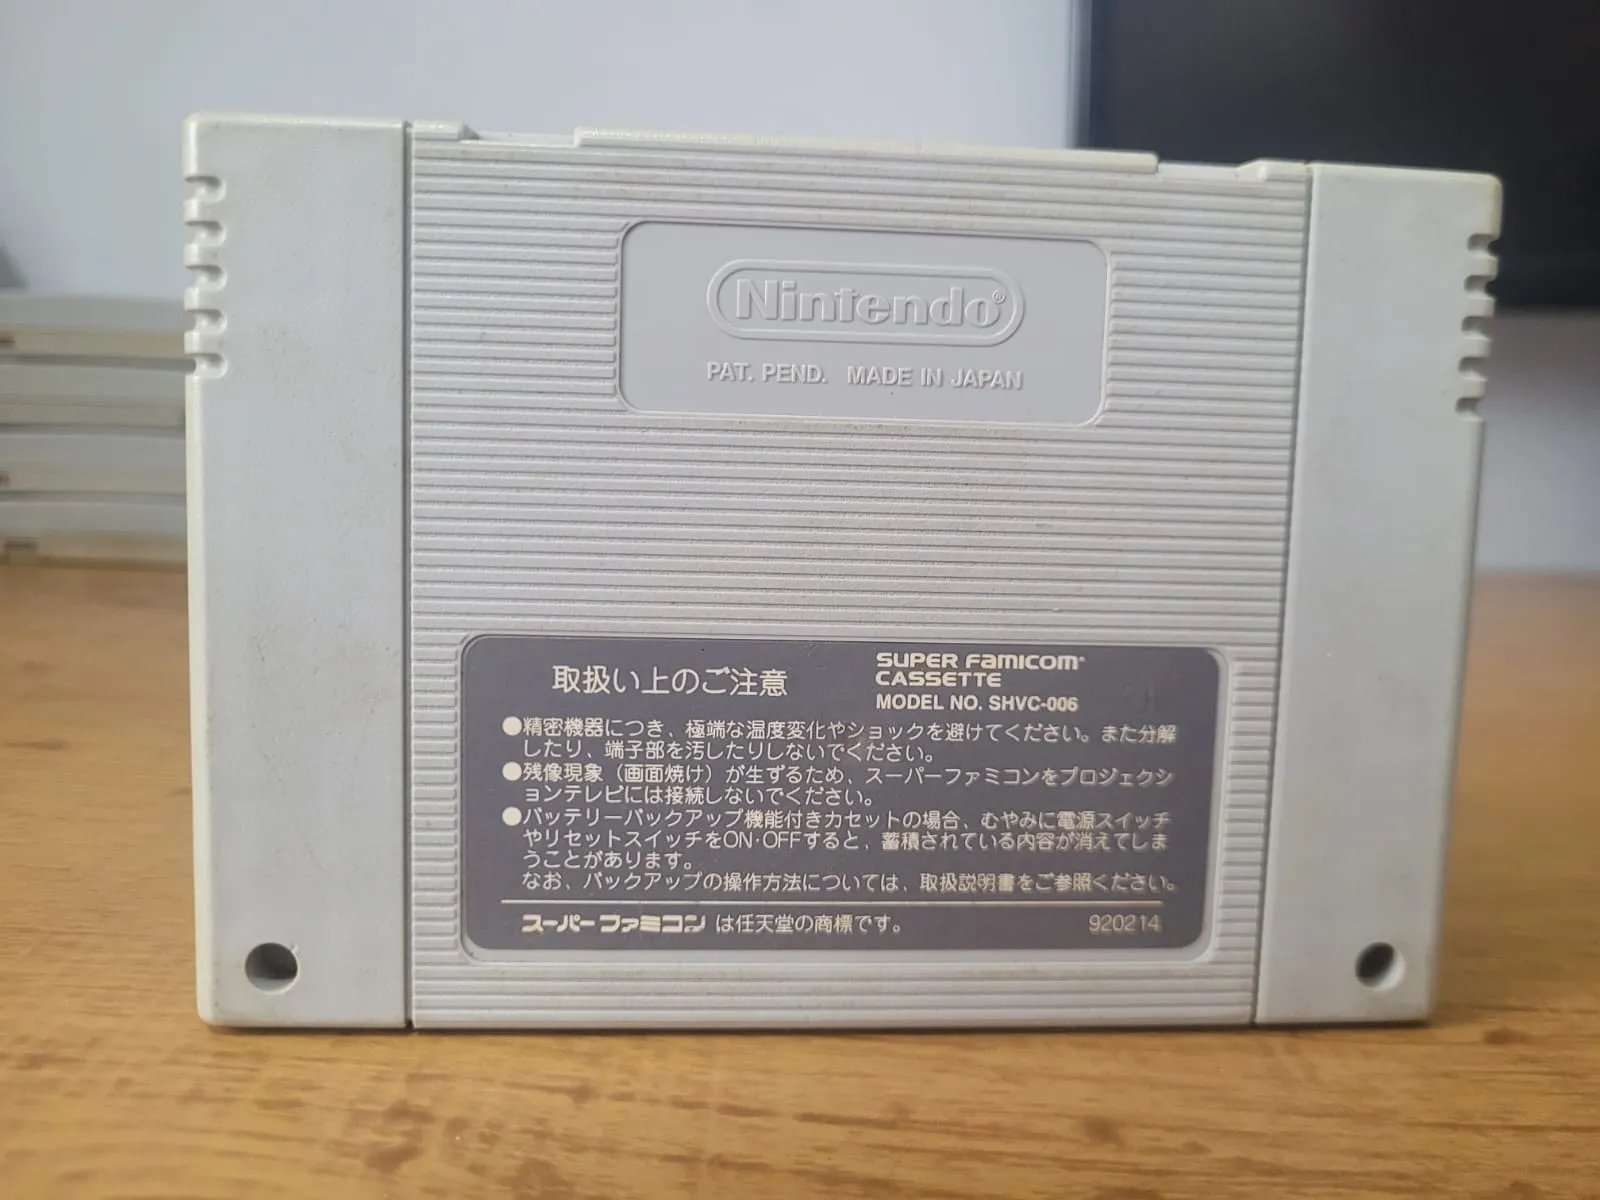 Nintendo®
PAT. PEND. MADE IN JAPAN
取扱い上のご注意
SUPER FAMICOM
CASSETTE
MODEL NO. SHVC-006
●精密機器につき、極端な温度変化やショックを避けてください。また分解
したり、端子部を汚したりしないでください。
●残像現象（画面焼け）が生ずるため、スーパーファミコンをプロジェクシ
ョンテレビには接続しないでください。
●バッテリーバックアップ機能付きカセットの場合、むやみに電源スイッチ
やリセットスイッチをON・OFFすると、蓄積されている内容が消えてしま
うことがあります。
なお、バックアップの操作方法については、取扱説明書をご参照ください。
スーパーファミコン は任天堂の商標です。
920214